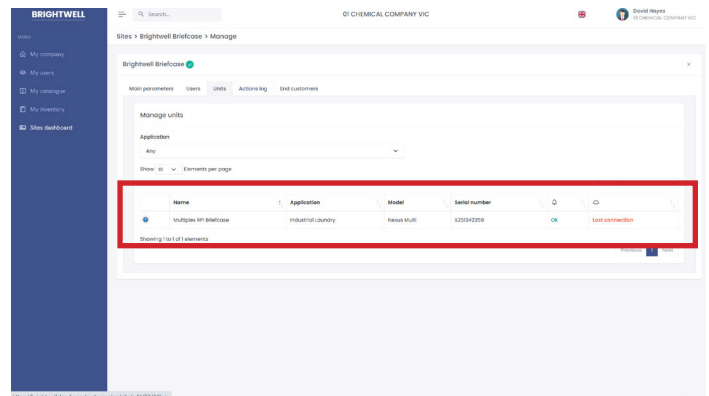 BRIGHTWELL
Search...
01 CHEMICAL COMPANY VIC
David Hayes
01 CHEMICAL COMPANY VIC
MENU
My company
My users
My catalogue
My inventory
Sites dashboard
Sites > Brightwell Briefcase > Manage
Brightwell Briefcase
×
Main parameters Users Units Actions log End customers
Manage units
Application
Any
Show 10 Elements per page
Name Application Model Serial number
Multiplex RPI Briefcase Industrial Laundry Nexus Multi S251342359 OK Lost connection
Showing 1 to 1 of 1 elements
Previous 1 Next